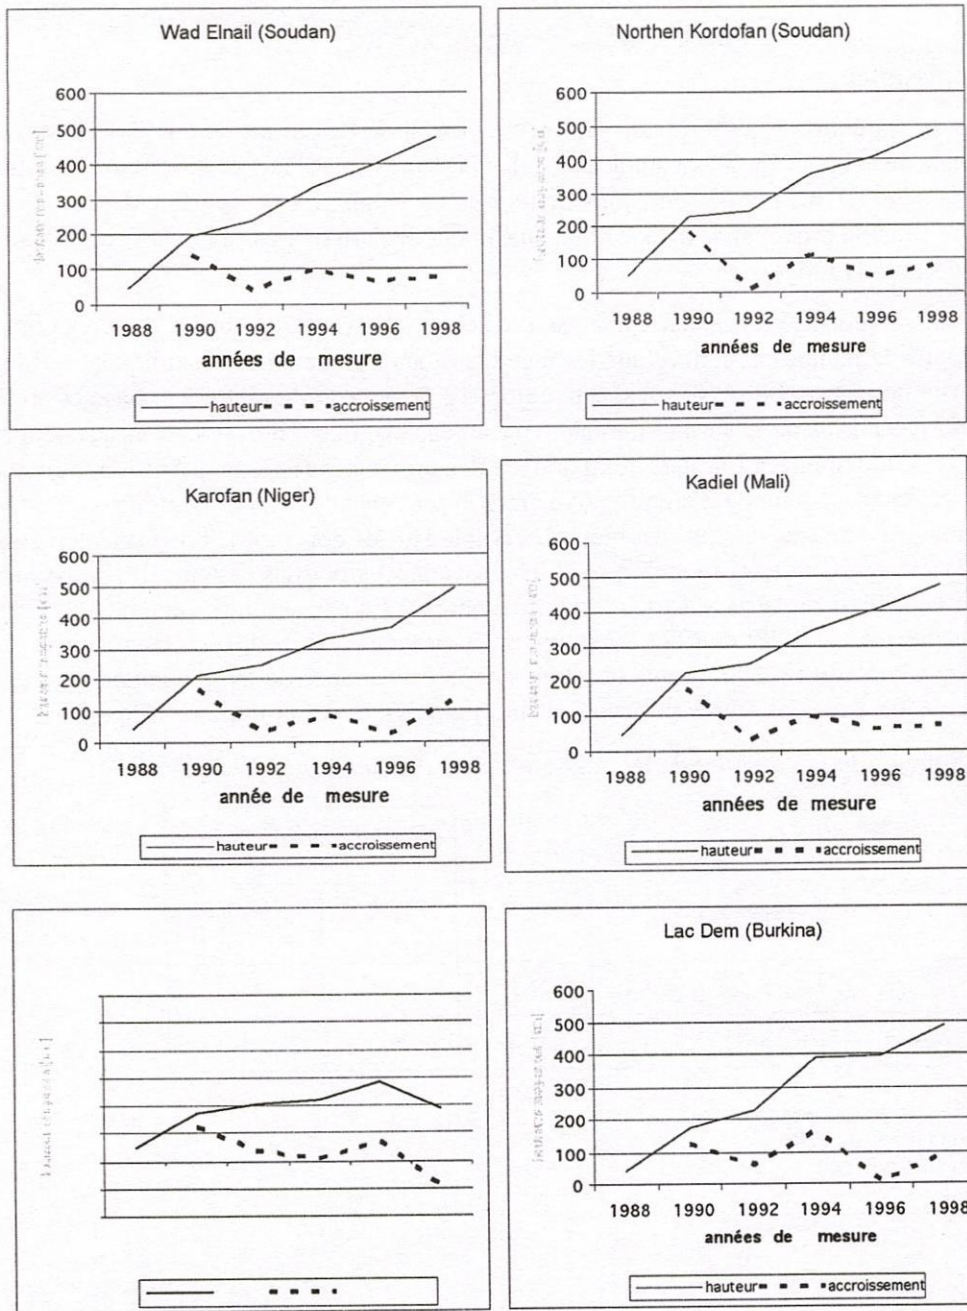 Wad Elnail (Soudan)
600
500
400
300
200
100
0
1988 1990 1992 1994 1996 1998
années de mesure
hauteur accroissement
Northen Kordofan (Soudan)
600
500
400
300
200
100
0
1988 1990 1992 1994 1996 1998
années de mesure
hauteur accroissement
Karofan (Niger)
600
500
400
300
200
100
0
1988 1990 1992 1994 1996 1998
année de mesure
hauteur accroissement
Kadiel (Mali)
600
500
400
300
200
100
0
1988 1990 1992 1994 1996 1998
années de mesure
hauteur accroissement
Lac Dem (Burkina)
600
500
400
300
200
100
0
1988 1990 1992 1994 1996 1998
années de mesure
hauteur accroissement